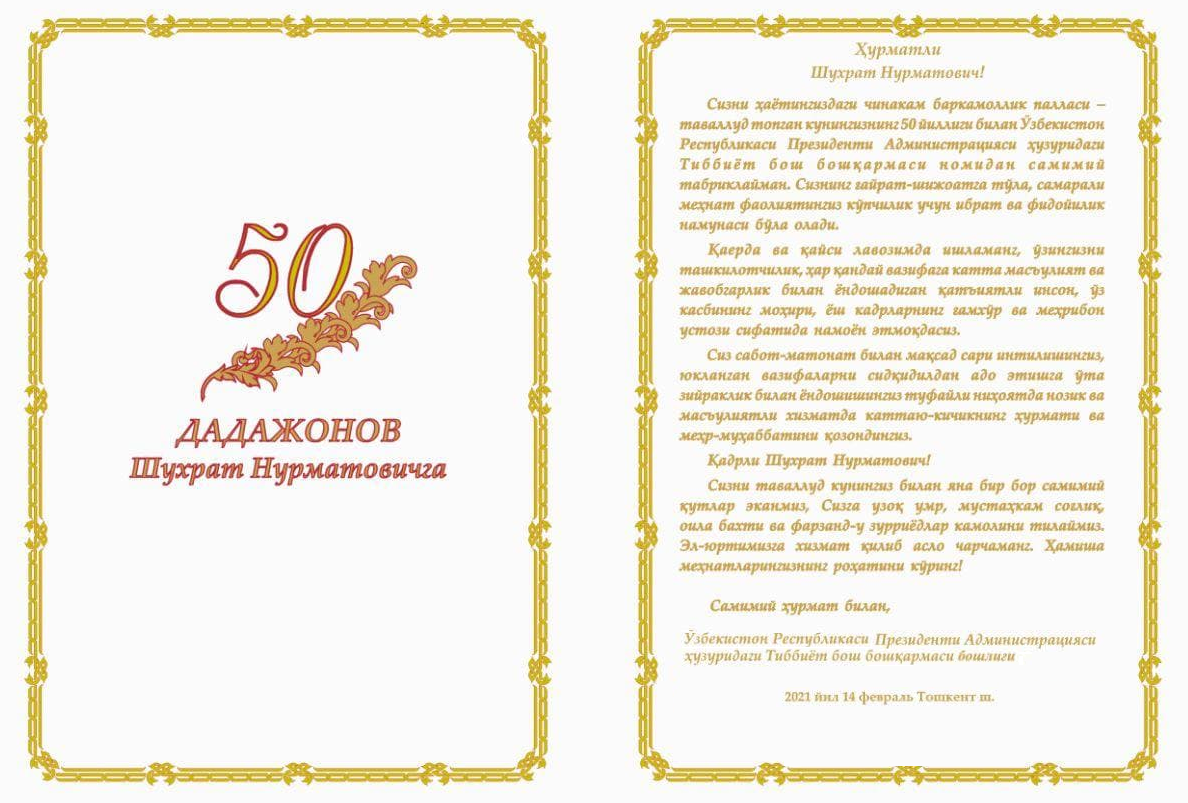 50
ДАДАЖОНОВ
Шухрат Нурматовичга
Ҳурматли
Шухрат Нурматович!
Сизни ҳаётингиздаги чинакам баркамоллик палласи –
таваллуд топган кунингизнинг 50 йиллиги билан Ўзбекистон
Республикаси Президенти Администрацияси ҳузуридаги
Тиббиёт бош бошқармаси номидан самимий
табриклайман. Сизнинг ғайрат-шижоатга тўла, самарали
меҳнат фаолиятингиз кўпчилик учун ибрат ва фидойилик
намунаси бўла олади.
Қаерда ва қайси лавозимда ишламанг, ўзингизни
ташкилотчилик, ҳар қандай вазифага катта масъулият ва
жавобгарлик билан ёндошадиган қатъиятли инсон, ўз
касбининг моҳири, ёш кадрларнинг ғамхўр ва меҳрибон
устози сифатида намоён этмоқдасиз.
Сиз сабот-матонат билан мақсад сари интилишингиз,
юкланган вазифаларни сидқидилдан адо этишга ўта
зийраклик билан ёндошишингиз туфайли ниҳоятда нозик ва
масъулиятли хизматда каттаю-кичикнинг ҳурмати ва
меҳр-муҳаббатини қозондингиз.
Қадрли Шухрат Нурматович!
Сизни таваллуд кунингиз билан яна бир бор самимий
қутлар эканмиз, Сизга узоқ умр, мустаҳкам соғлиқ,
оила бахти ва фарзанд-у зурриёдлар камолини тилаймиз.
Эл-юртимизга хизмат қилиб асло чарчаманг. Ҳамиша
меҳнатларингизнинг роҳатини кўринг!
Самимий ҳурмат билан,
Ўзбекистон Республикаси Президенти Администрацияси
ҳузуридаги Тиббиёт бош бошқармаси бошлиғи
2021 йил 14 февраль Тошкент ш.